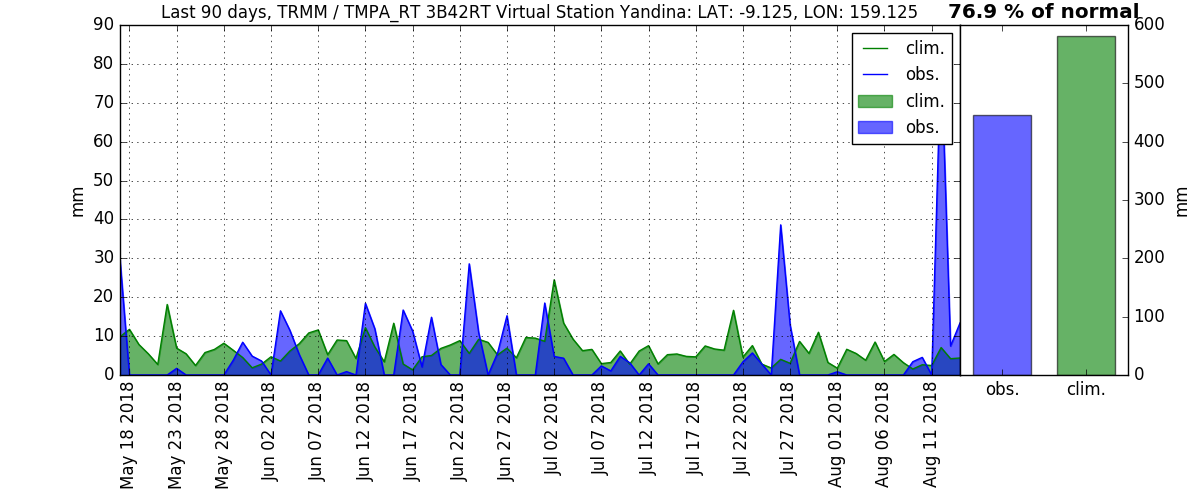 Last 90 days, TRMM / TMPA_RT 3B42RT Virtual Station Yandina: LAT: -9.125, LON: 159.125
76.9 % of normal
90
80
70
60
50
40
30
20
10
0
mm
clim.
obs.
clim.
obs.
May 18 2018
May 23 2018
May 28 2018
Jun 02 2018
Jun 07 2018
Jun 12 2018
Jun 17 2018
Jun 22 2018
Jun 27 2018
Jul 02 2018
Jul 07 2018
Jul 12 2018
Jul 17 2018
Jul 22 2018
Jul 27 2018
Aug 01 2018
Aug 06 2018
Aug 11 2018
600
500
400
300
200
100
0
mm
obs.
clim.